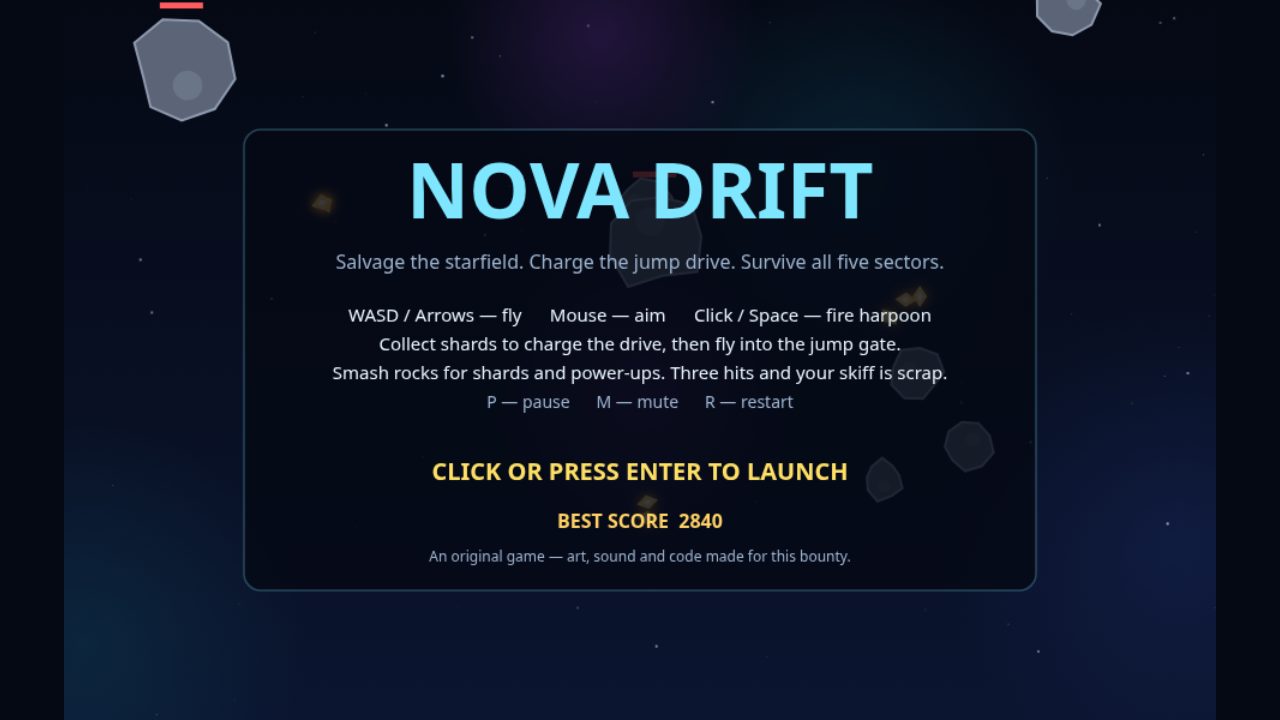 NOVA DRIFT
Salvage the starfield. Charge the jump drive. Survive all five sectors.
WASD / Arrows — fly Mouse — aim Click / Space — fire harpoon
Collect shards to charge the drive, then fly into the jump gate.
Smash rocks for shards and power-ups. Three hits and your skiff is scrap.
P — pause M — mute R — restart
CLICK OR PRESS ENTER TO LAUNCH
BEST SCORE 2840
An original game — art, sound and code made for this bounty.